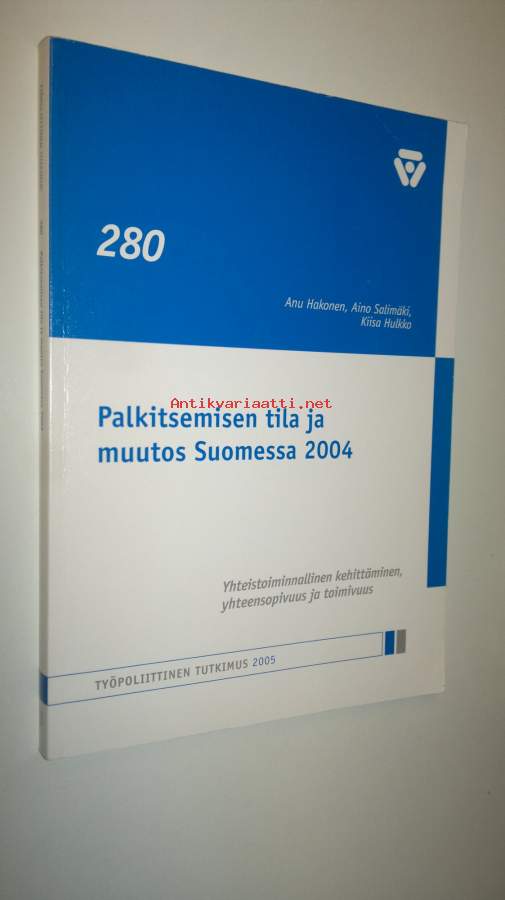 280
Anu Hakonen, Aino Salimäki,
Kiisa Hulkko
Antikvariaatti.net
Palkitsemisen tila ja
muutos Suomessa 2004
Yhteistoiminnallinen kehittäminen,
yhteensopivuus ja toimivuus
TYÖPOLIITTINEN TUTKIMUS 2005